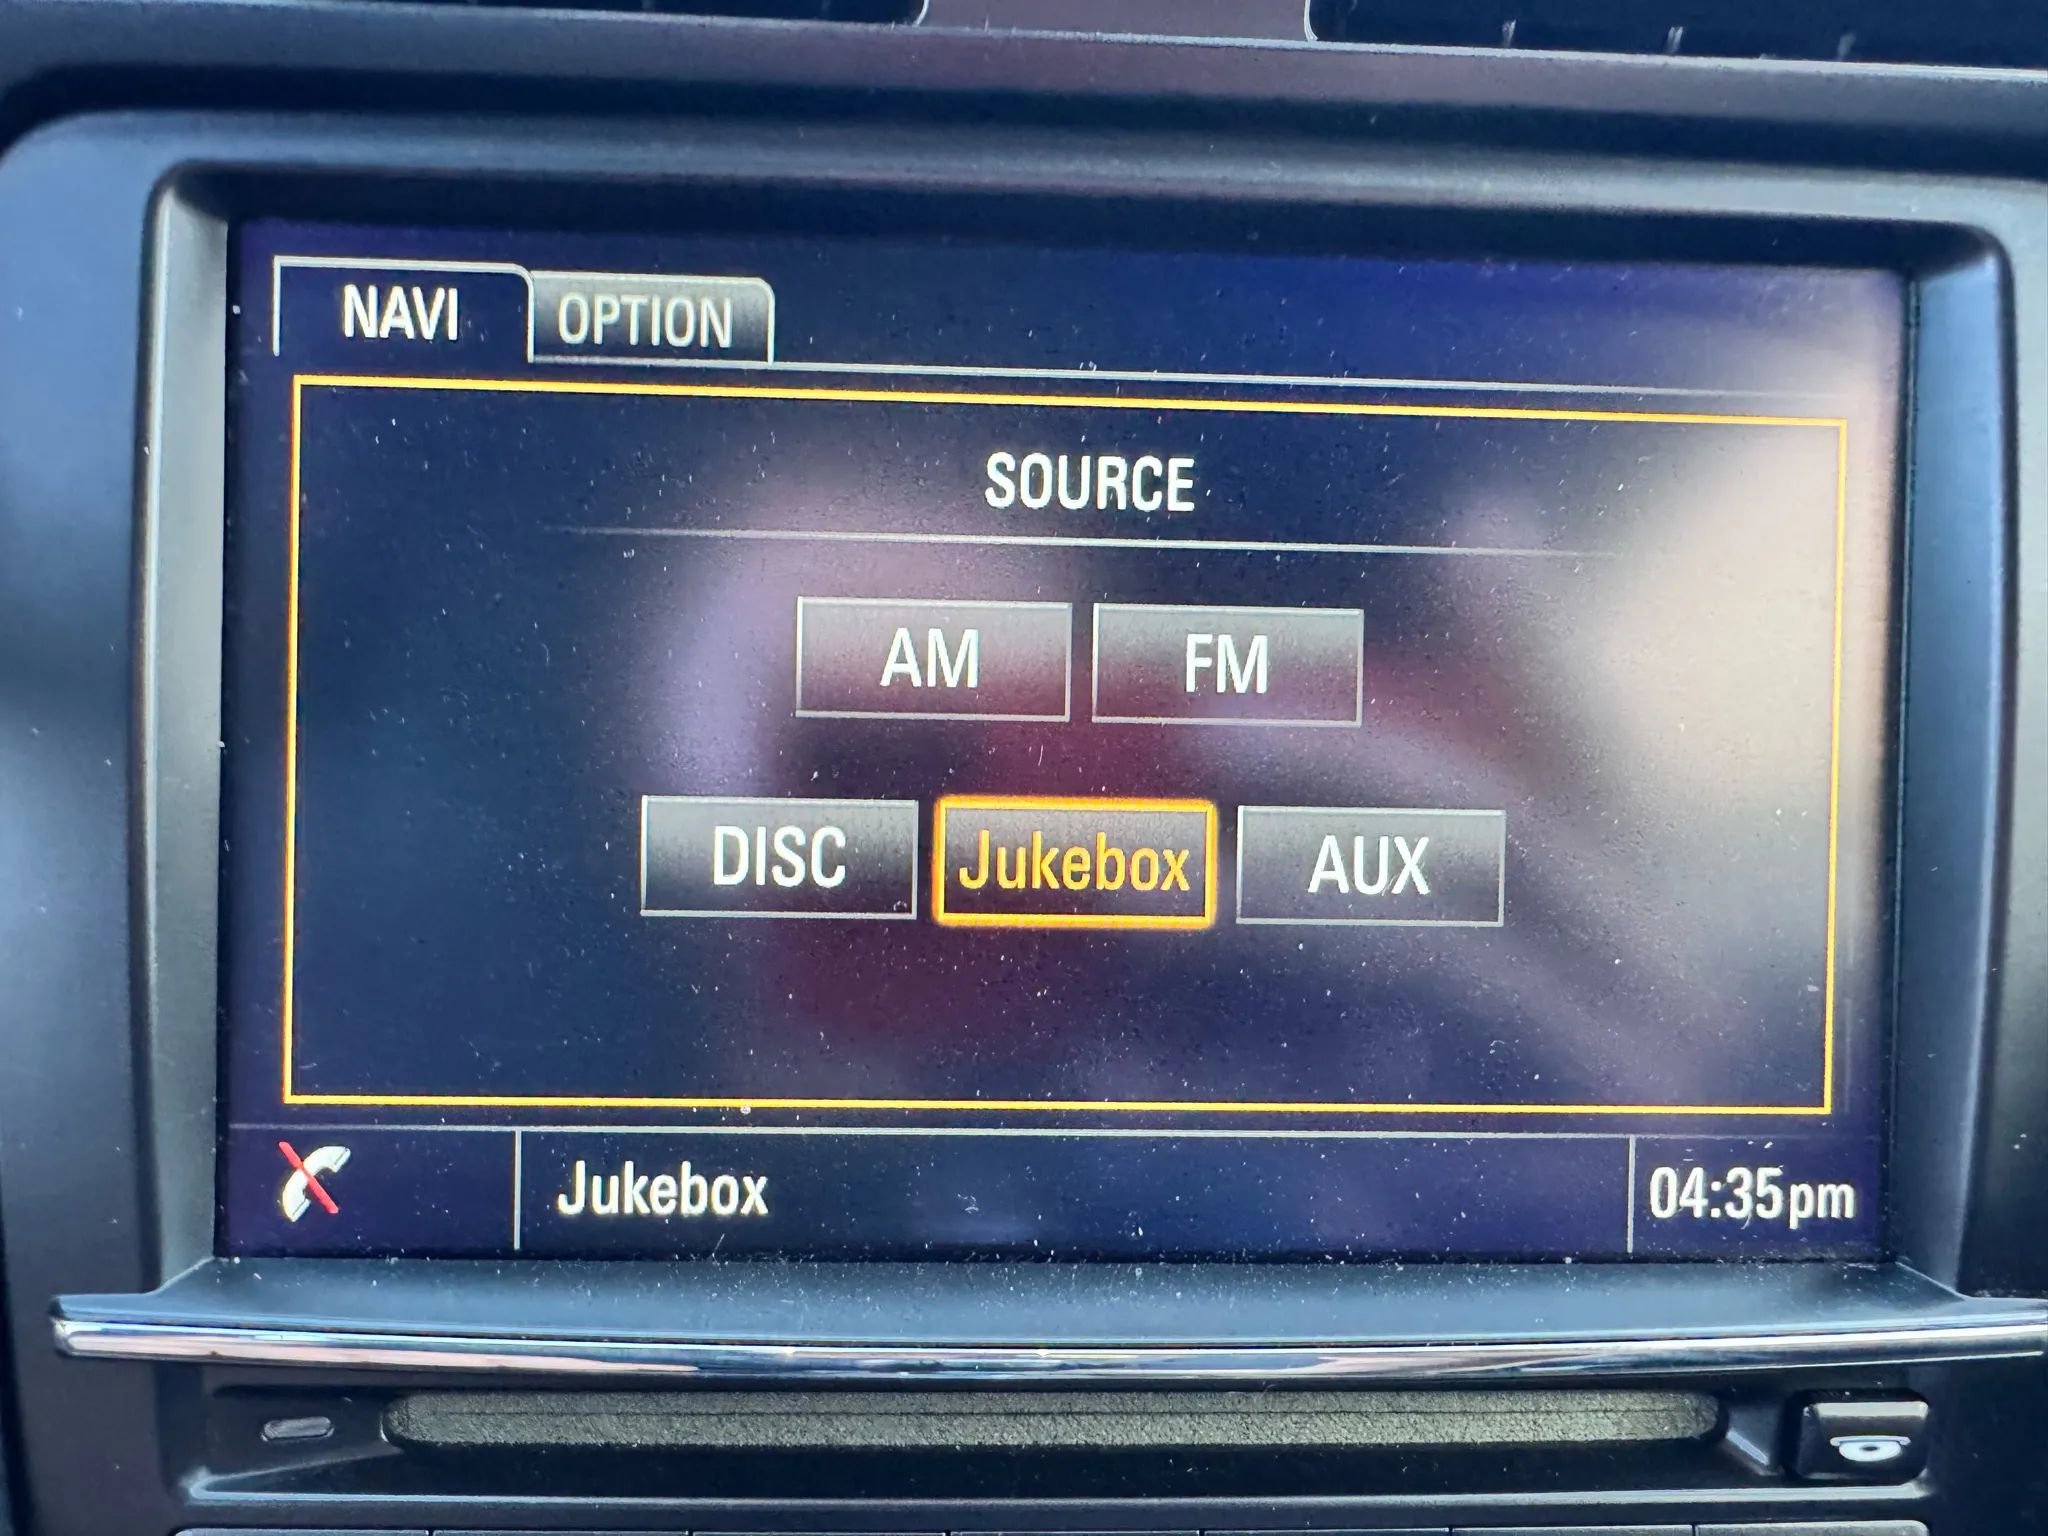 NAVI OPTION
SOURCE
AM FM
DISC Jukebox AUX
Jukebox 04:35pm